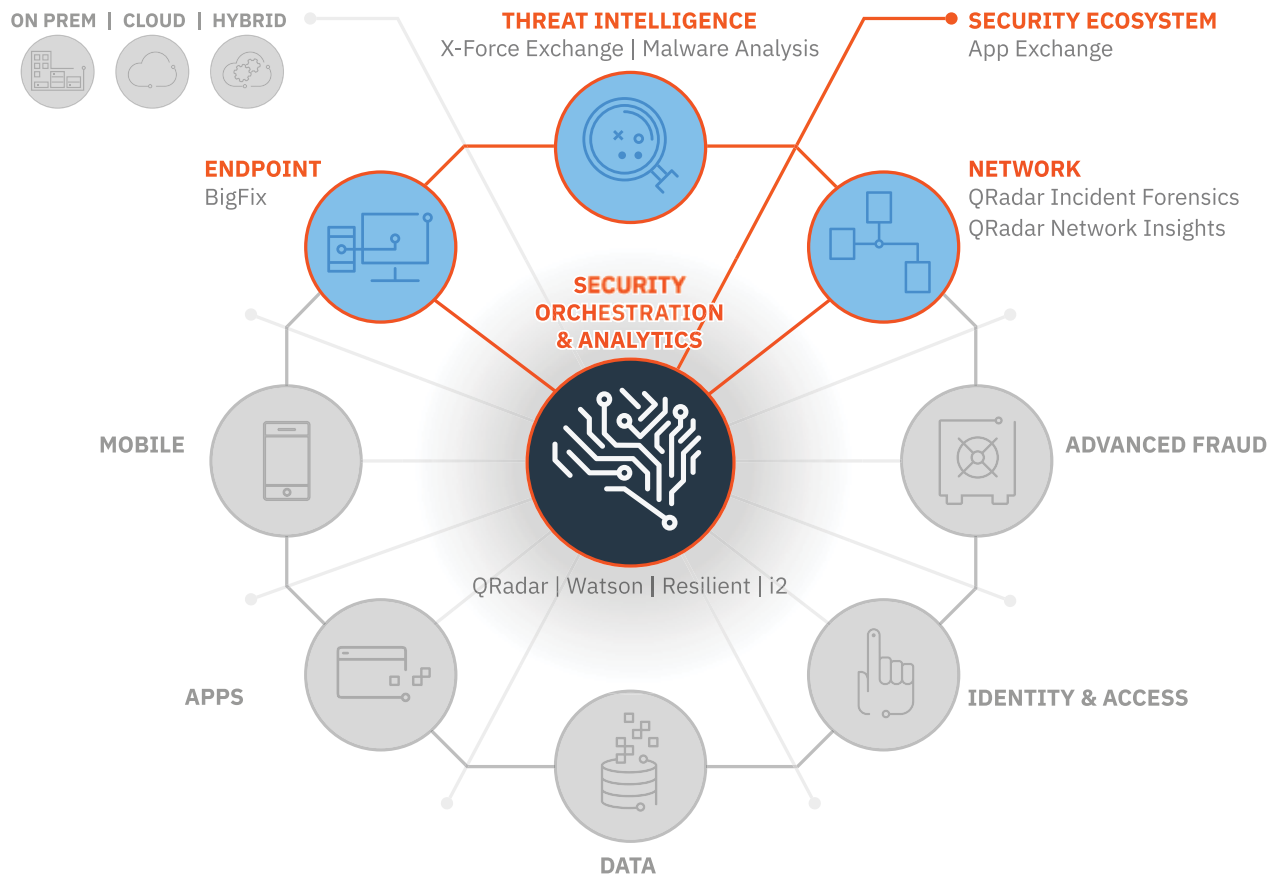 ON PREM | CLOUD | HYBRID
THREAT INTELLIGENCE
X-Force Exchange | Malware Analysis
SECURITY ECOSYSTEM
App Exchange
ENDPOINT
BigFix
NETWORK
QRadar Incident Forensics
QRadar Network Insights
SECURITY
ORCHESTRATION
& ANALYTICS
MOBILE
ADVANCED FRAUD
QRadar | Watson | Resilient | i2
APPS
IDENTITY & ACCESS
DATA